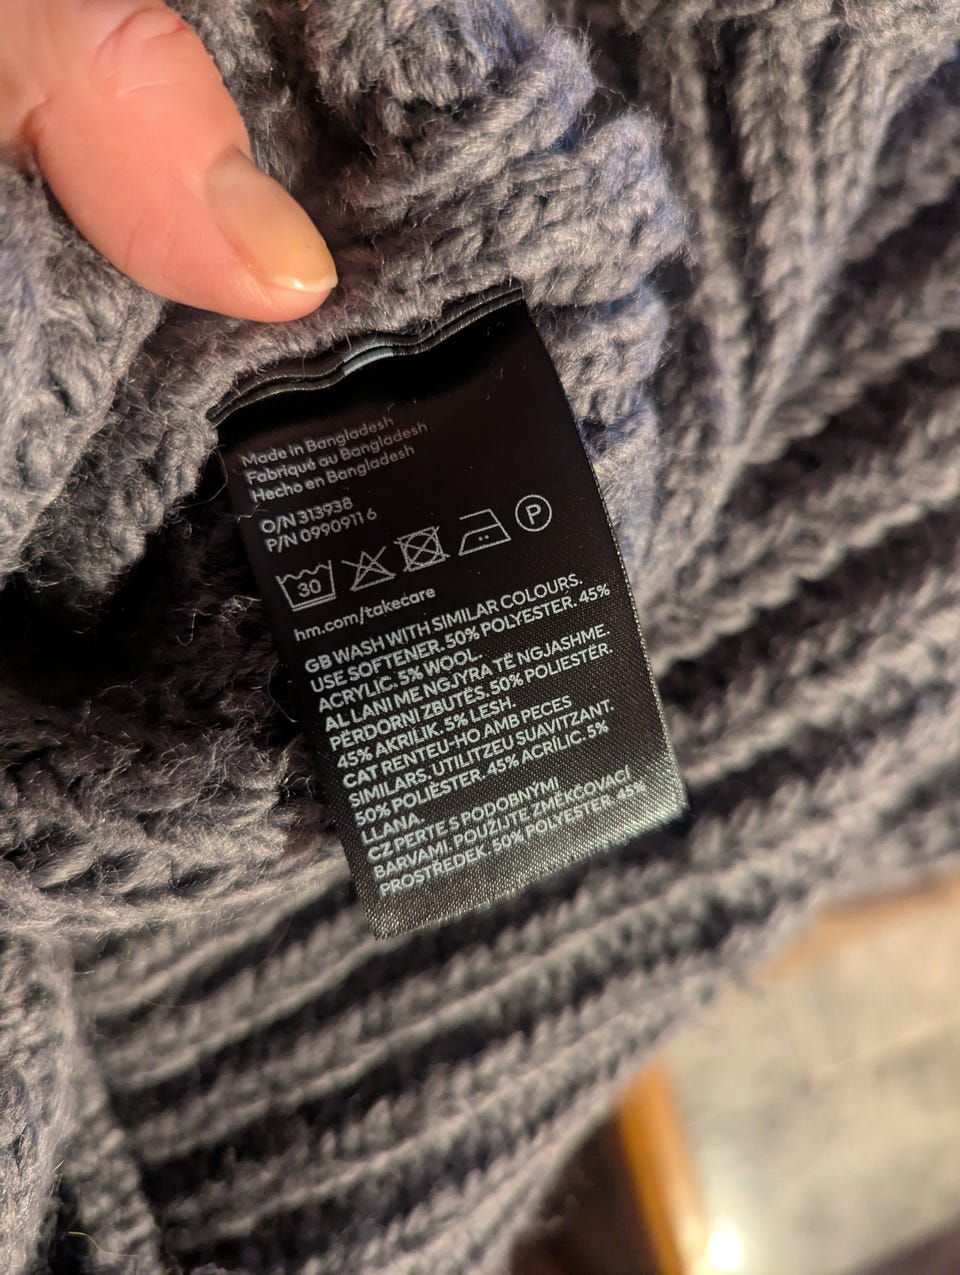 Made in Bangladesh
Fabriqué au Bangladesh
Hecho en Bangladesh
O/N 313938
P/N 0990911 6
30
P
hm.com/takecare
GB WASH WITH SIMILAR COLOURS.
USE SOFTENER. 50% POLYESTER. 45%
ACRYLIC. 5% WOOL.
AL LANI ME NGJYRA TË NGJASHME.
PËRDORNI ZBUTËS. 50% POLIESTËR.
45% AKRILIK. 5% LESH.
CAT RENTEU-HO AMB PECES
SIMILARS. UTILITZEU SUAVITZANT.
50% POLIÈSTER. 45% ACRÍLIC. 5%
LLANA.
CZ PERTE S PODOBNÝMI
BARVAMI. POUŽIJTE ZMĚKČOVACÍ
PROSTŘEDEK. 50% POLYESTER. 45%